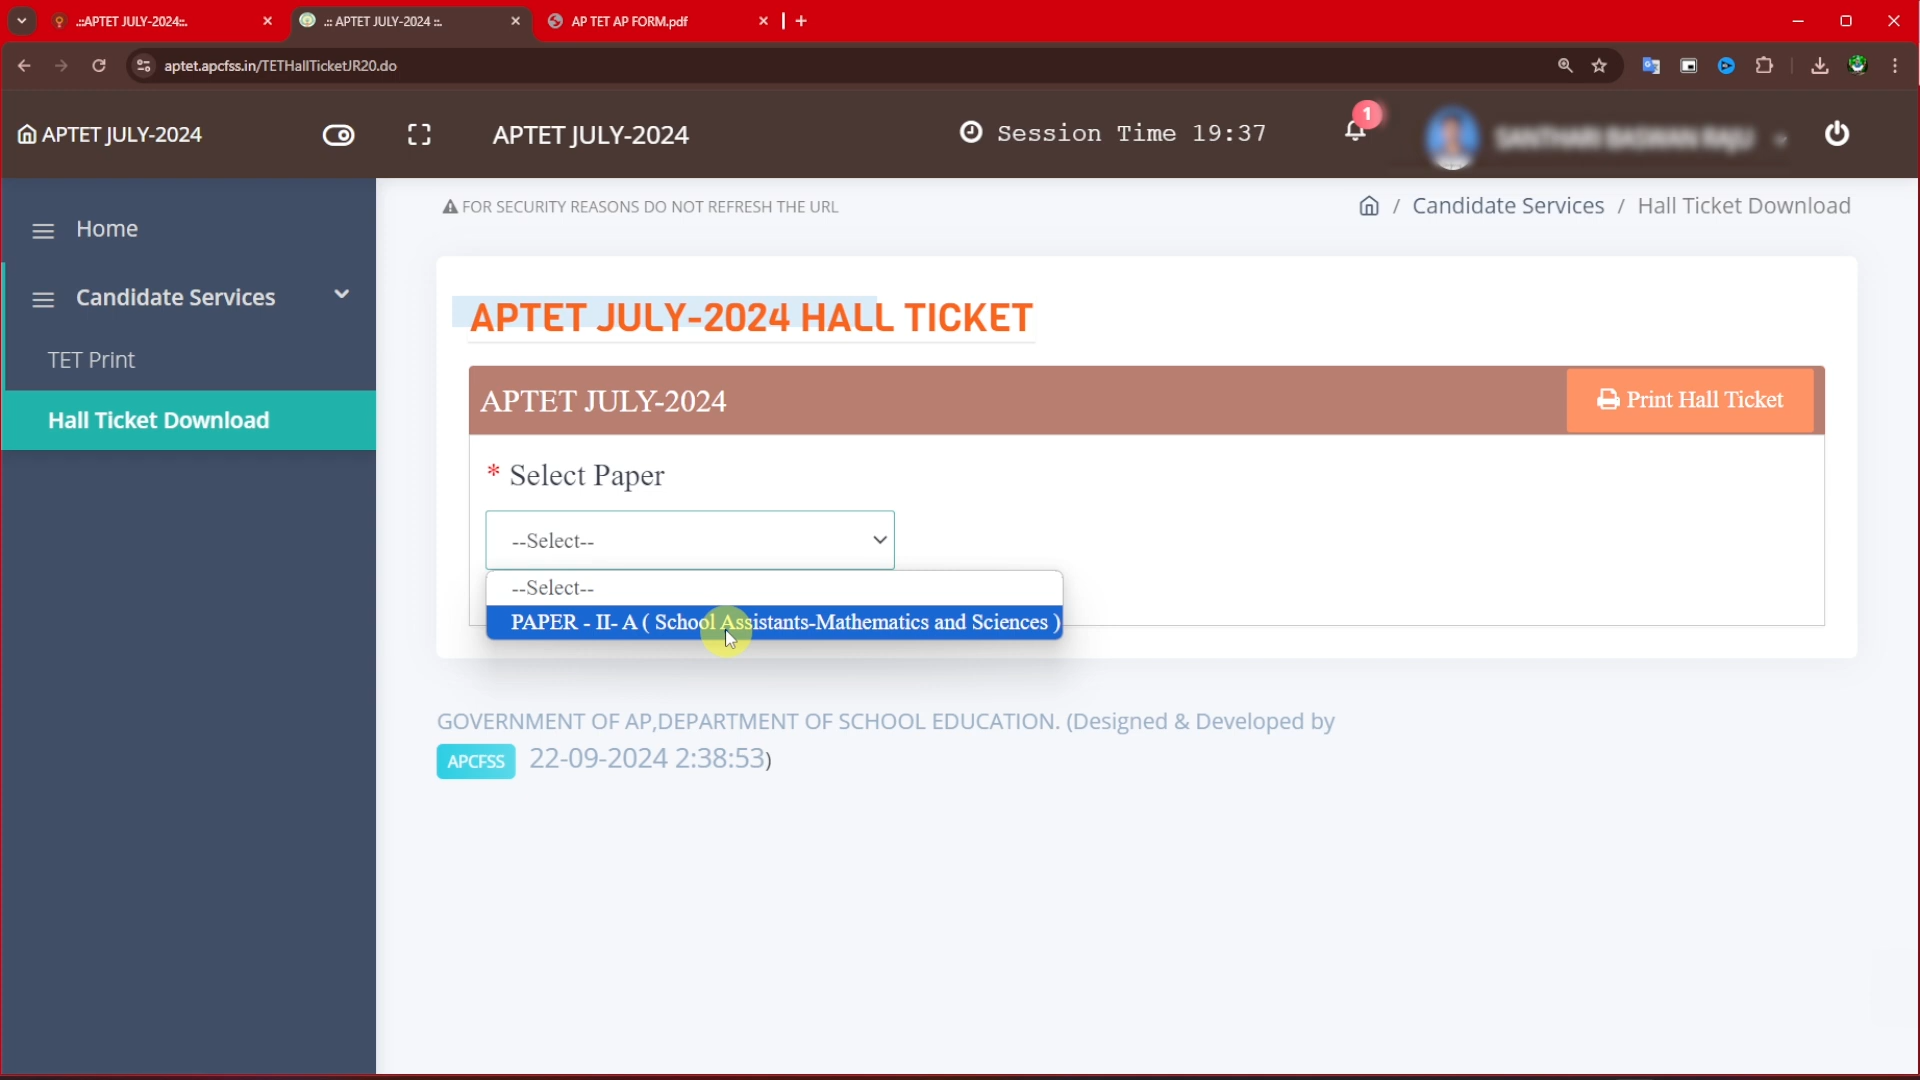 .::APTET JULY-2024::.
.:: APTET JULY-2024 ::.
AP TET AP FORM.pdf
aptet.apcfss.in/TETHallTicketJR20.do
APTET JULY-2024
APTET JULY-2024
Session Time 19:37
1
FOR SECURITY REASONS DO NOT REFRESH THE URL
/ Candidate Services / Hall Ticket Download
Home
Candidate Services
TET Print
Hall Ticket Download
APTET JULY-2024 HALL TICKET
APTET JULY-2024
Print Hall Ticket
* Select Paper
--Select--
--Select--
PAPER - II- A ( School Assistants-Mathematics and Sciences )
GOVERNMENT OF AP,DEPARTMENT OF SCHOOL EDUCATION. (Designed & Developed by
APCFSS 22-09-2024 2:38:53)